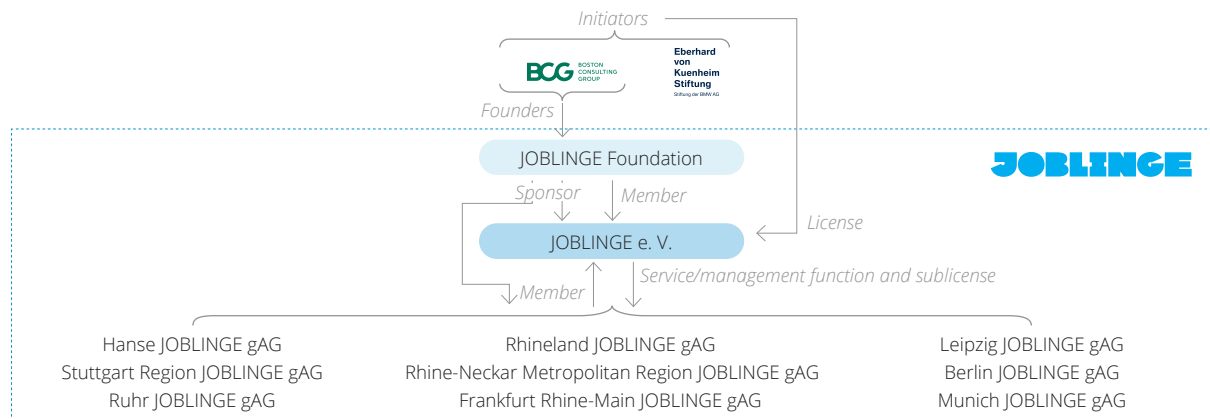 Initiators
BCG
BOSTON
CONSULTING
GROUP
Eberhard
von
Kuenheim
Stiftung
Stiftung der BMW AG
Founders
JOBLINGE Foundation
JOBLINGE
Sponsor
Member
License
JOBLINGE e. V.
Service/management function and sublicense
Member
Hanse JOBLINGE gAG
Stuttgart Region JOBLINGE gAG
Ruhr JOBLINGE gAG
Rhineland JOBLINGE gAG
Rhine-Neckar Metropolitan Region JOBLINGE gAG
Frankfurt Rhine-Main JOBLINGE gAG
Leipzig JOBLINGE gAG
Berlin JOBLINGE gAG
Munich JOBLINGE gAG